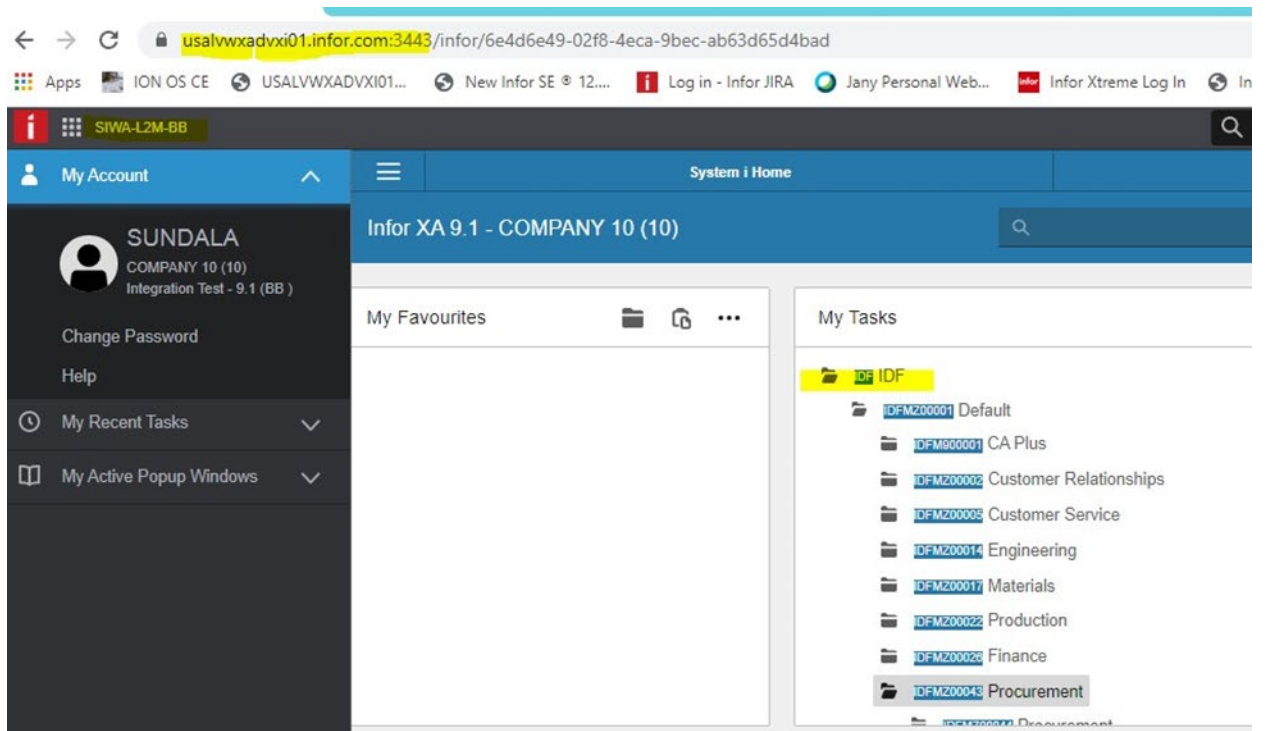 usalvwxadvxi01.infor.com:3443/infor/6e4d6e49-02f8-4eca-9bec-ab63d65d4bad
Apps ION OS CE USALVWXADVXI01... New Infor SE ® 12.... Log in - Infor JIRA Jany Personal Web... infor Infor Xtreme Log In In
SIWA-L2M-BB
My Account
System i Home
SUNDALA
COMPANY 10 (10)
Integration Test - 9.1 (BB )
Change Password
Help
My Recent Tasks
My Active Popup Windows
Infor XA 9.1 - COMPANY 10 (10)
My Favourites
My Tasks
IDF IDF
IDFMZ00001 Default
IDFM900001 CA Plus
IDFMZ00002 Customer Relationships
IDFMZ00005 Customer Service
IDFMZ00014 Engineering
IDFMZ00017 Materials
IDFMZ00022 Production
IDFMZ00026 Finance
IDFMZ00043 Procurement
IDFMZ00044 Procurement